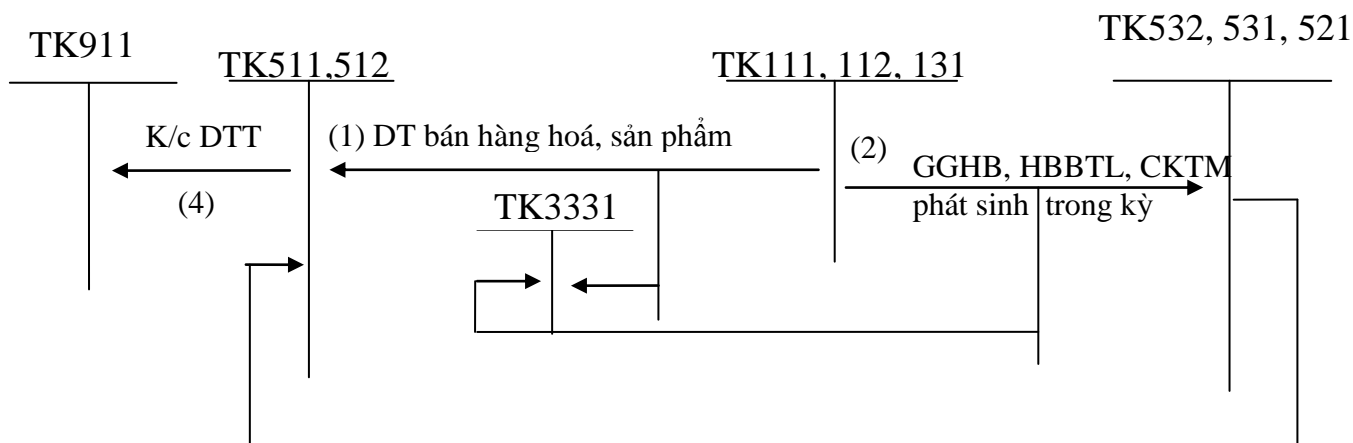 TK532, 531, 521
TK911
TK511,512
TK111, 112, 131
K/c DTT
(1) DT bán hàng hoá, sản phẩm
(2)
GGHB, HBBTL, CKTM
(4)
TK3331
phát sinh trong kỳ